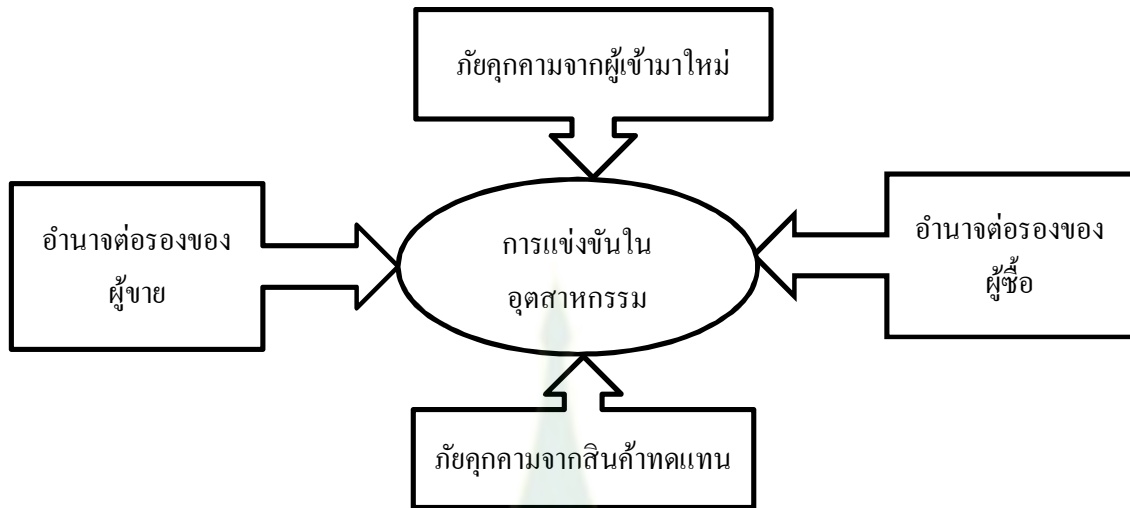 ภัยคุกคามจากผู้เข้ามาใหม่
อำนาจต่อรองของ
ผู้ขาย
การแข่งขันใน
อุตสาหกรรม
อำนาจต่อรองของ
ผู้ซื้อ
ภัยคุกคามจากสินค้าทดแทน